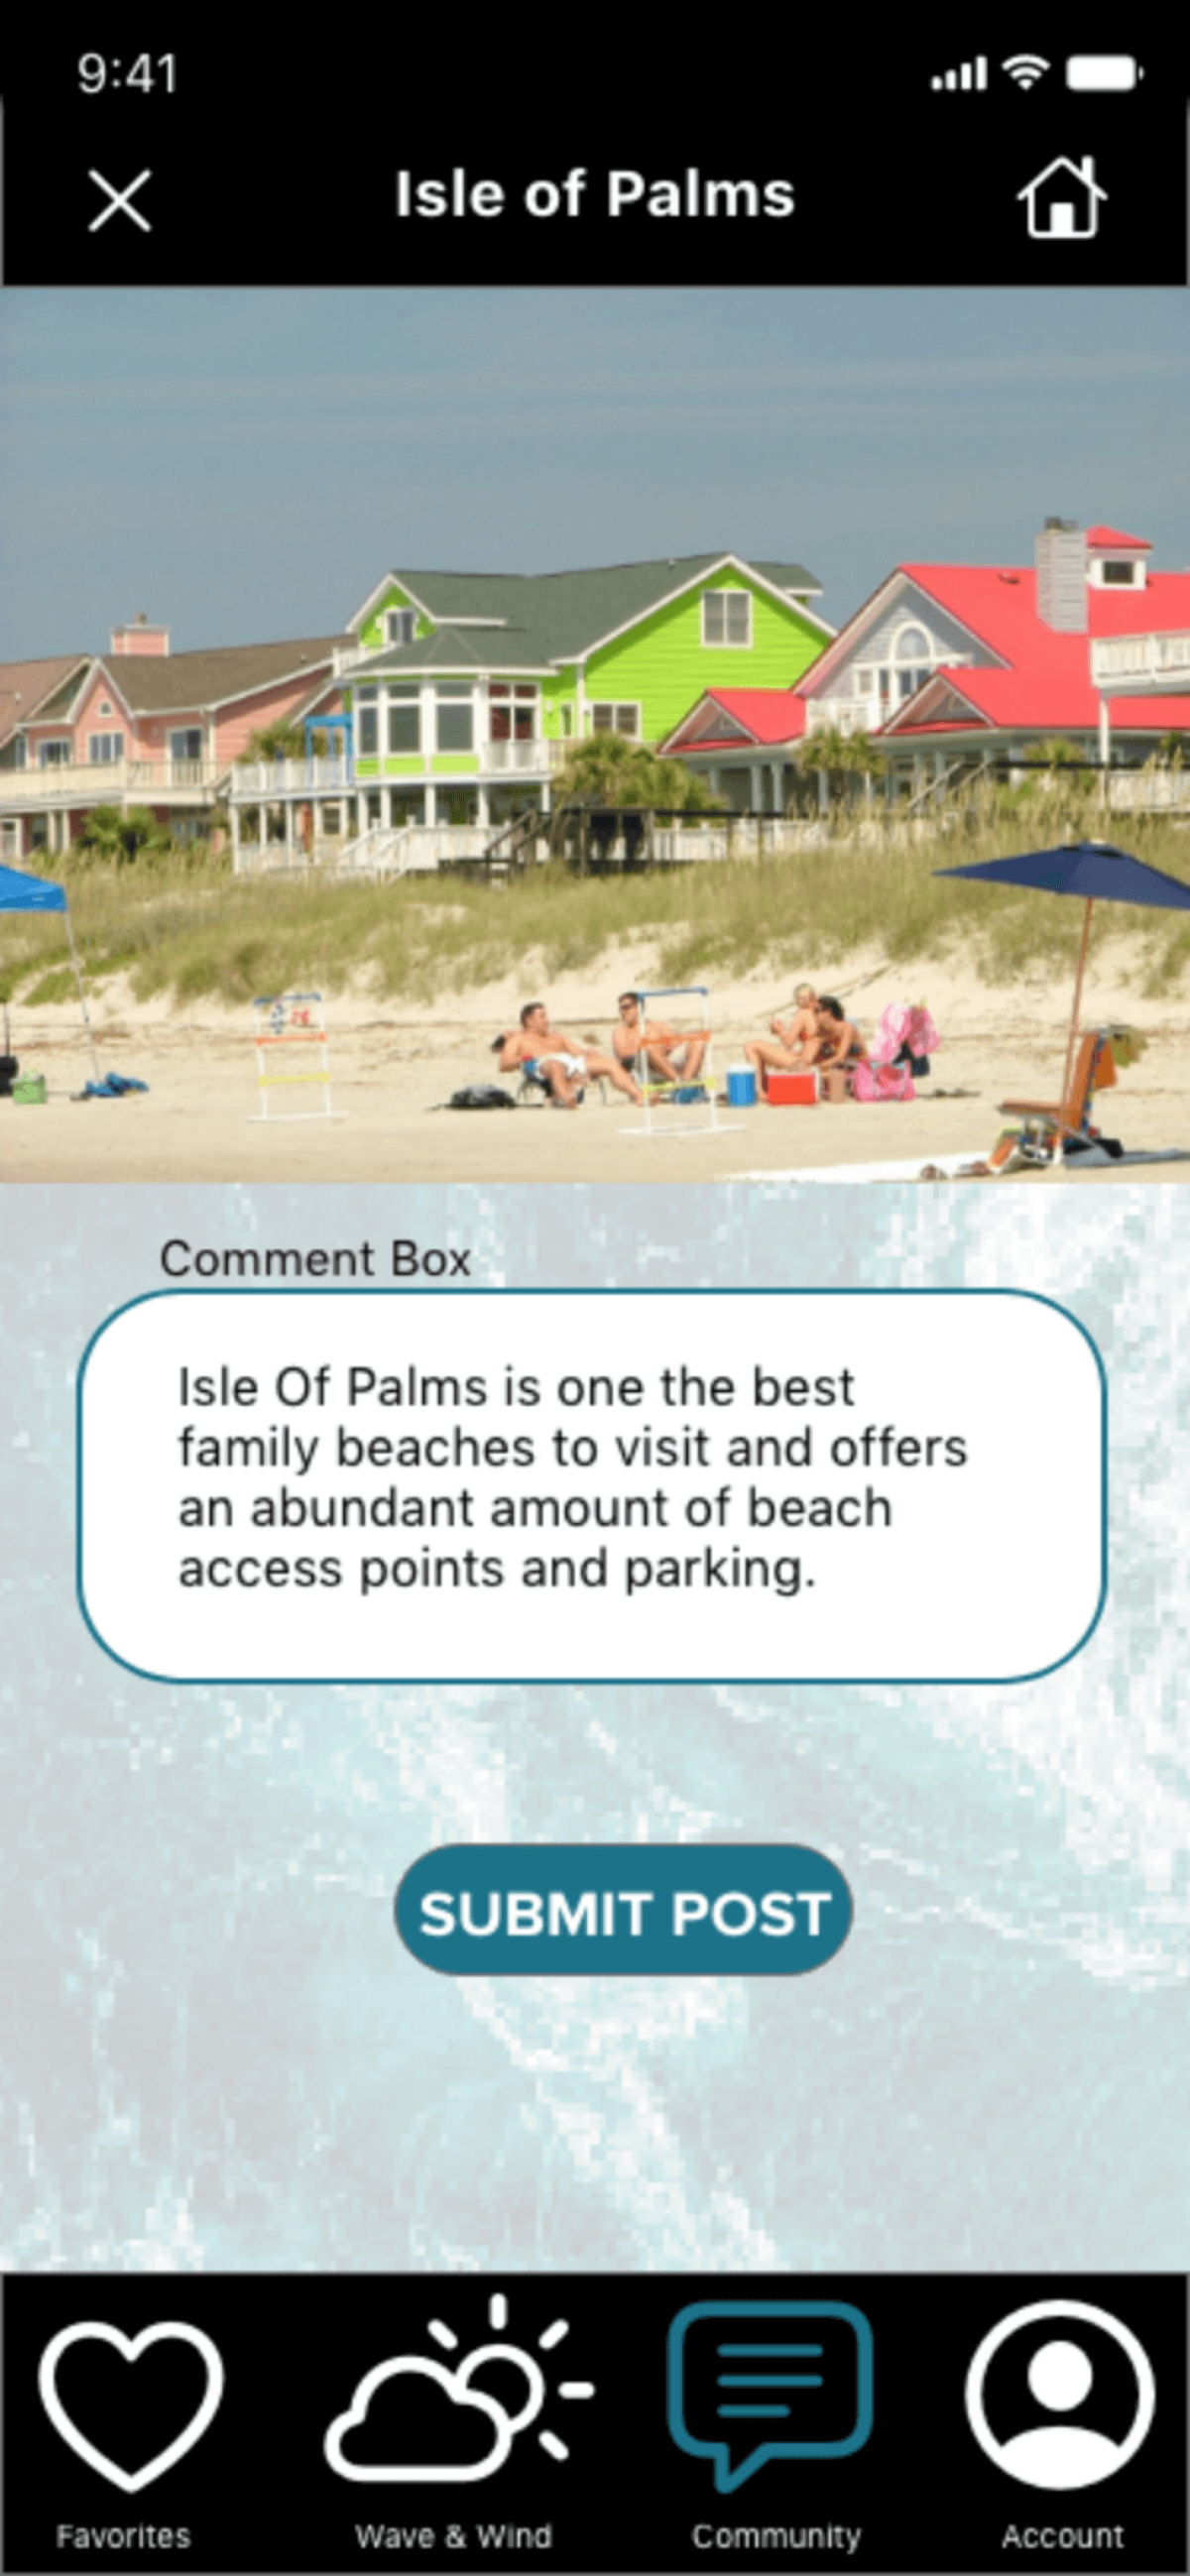 9:41
Isle of Palms
Comment Box
Isle Of Palms is one the best
family beaches to visit and offers
an abundant amount of beach
access points and parking.
SUBMIT POST
Favorites
Wave & Wind
Community
Account